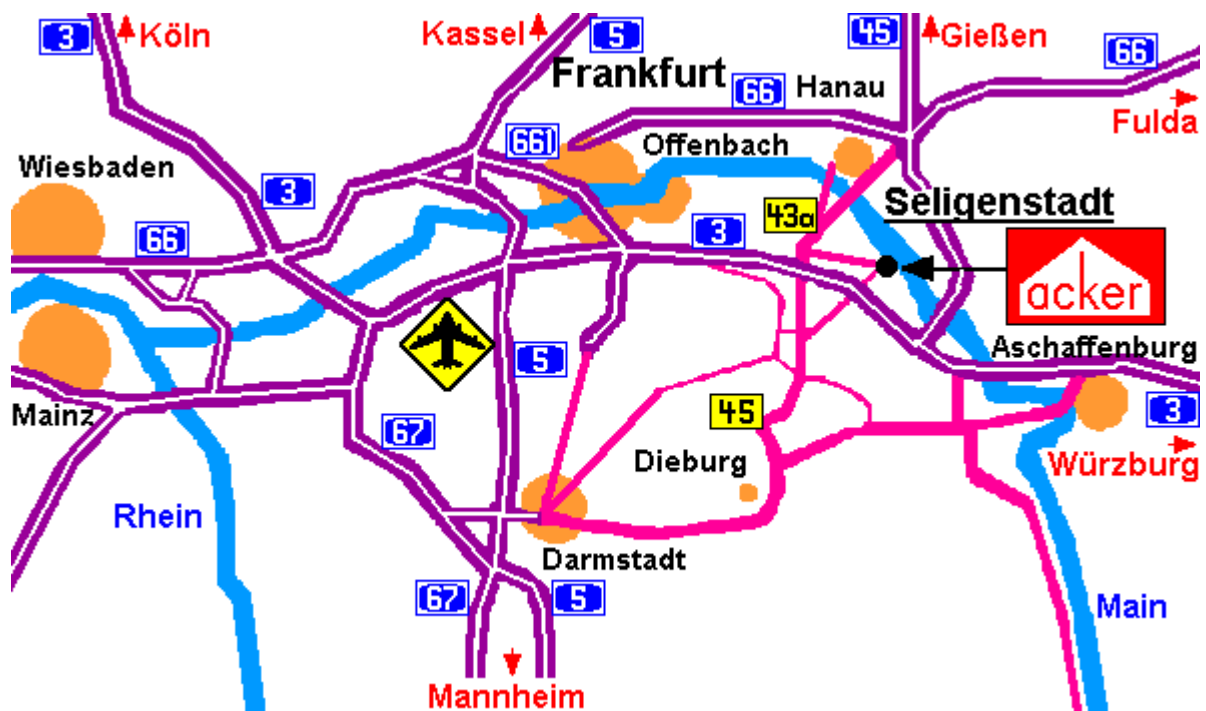 3
Köln
Kassel
5
45
Gießen
66
Frankfurt
66
Hanau
Fulda
661
Offenbach
Wiesbaden
3
Seligenstadt
43a
66
3
acker
Aschaffenburg
5
Mainz
67
45
3
Dieburg
Würzburg
Rhein
Darmstadt
67
5
Main
Mannheim